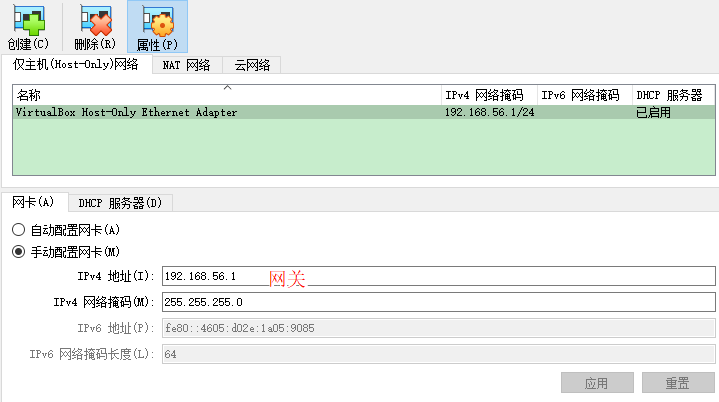 创建(C) 删除(R) 属性(P)
仅主机(Host-Only)网络 NAT 网络 云网络
名称 IPv4 网络掩码 IPv6 网络掩码 DHCP 服务器
VirtualBox Host-Only Ethernet Adapter 192.168.56.1/24 已启用
网卡(A) DHCP 服务器(D)
自动配置网卡(A)
手动配置网卡(M)
IPv4 地址(I): 192.168.56.1 网关
IPv4 网络掩码(M): 255.255.255.0
IPv6 地址(P): fe80::4605:d02e:1a05:9085
IPv6 网络掩码长度(L): 64
应用 重置